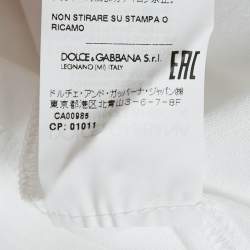 NON STIRARE SU STAMPA O
RICAMO
DOLCE & GABBANA S.r.l.
LEGNANO (MI) ITALY
EAC
ドルチェ・アンド・ガッバーナ・ジャパン㈱
東京都港区北青山3-6-7-8F
CA00985
CP: 01011